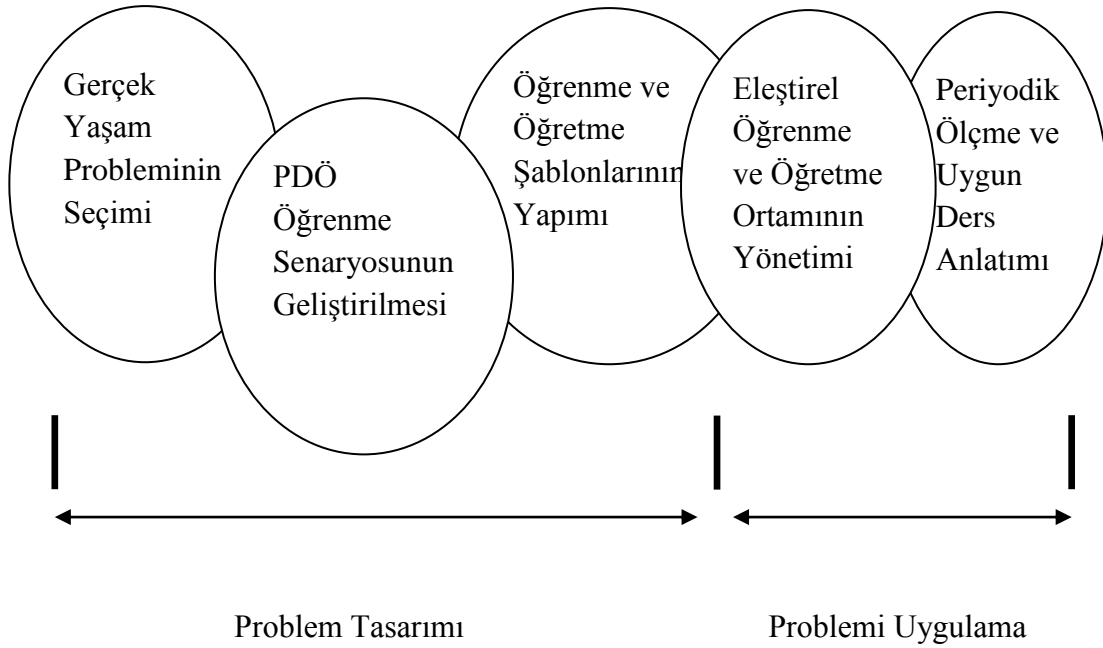 Gerçek
Yaşam
Probleminin
Seçimi
PDÖ
Öğrenme
Senaryosunun
Geliştirilmesi
Öğrenme ve
Öğretme
Şablonlarının
Yapımı
Eleştirel
Öğrenme
ve Öğretme
Ortamının
Yönetimi
Periyodik
Ölçme ve
Uygun
Ders
Anlatımı
Problem Tasarımı
Problemi Uygulama